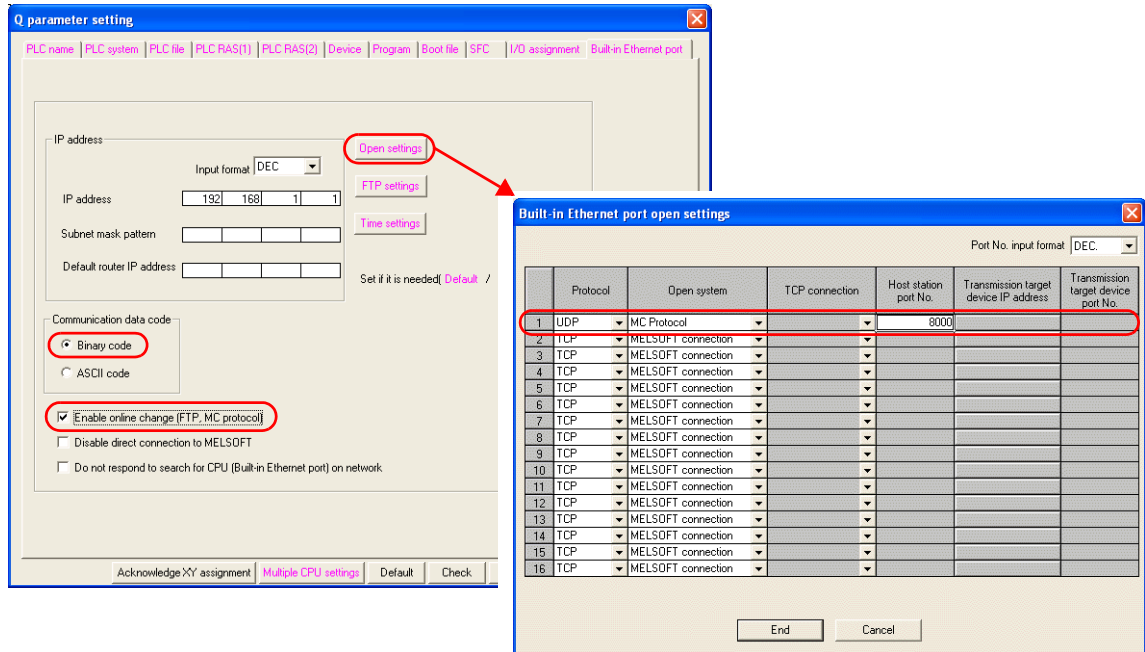 Q parameter setting
PLC name PLC system PLC file PLC RAS(1) PLC RAS(2) Device Program Boot file SFC I/O assignment Built-in Ethernet port
IP address
Input format DEC
IP address 192 168 1 1
Subnet mask pattern
Default router IP address
Open settings
FTP settings
Time settings
Set if it is needed( Default /
Communication data code
Binary code
ASCII code
Enable online change (FTP, MC protocol)
Disable direct connection to MELSOFT
Do not respond to search for CPU (Built-in Ethernet port) on network
Acknowledge XY assignment Multiple CPU settings Default Check
Built-in Ethernet port open settings
Port No. input format DEC.
Protocol Open system TCP connection Host station port No. Transmission target device IP address Transmission target device port No.
1 UDP MC Protocol 8000
2 TCP MELSOFT connection
3 TCP MELSOFT connection
4 TCP MELSOFT connection
5 TCP MELSOFT connection
6 TCP MELSOFT connection
7 TCP MELSOFT connection
8 TCP MELSOFT connection
9 TCP MELSOFT connection
10 TCP MELSOFT connection
11 TCP MELSOFT connection
12 TCP MELSOFT connection
13 TCP MELSOFT connection
14 TCP MELSOFT connection
15 TCP MELSOFT connection
16 TCP MELSOFT connection
End Cancel